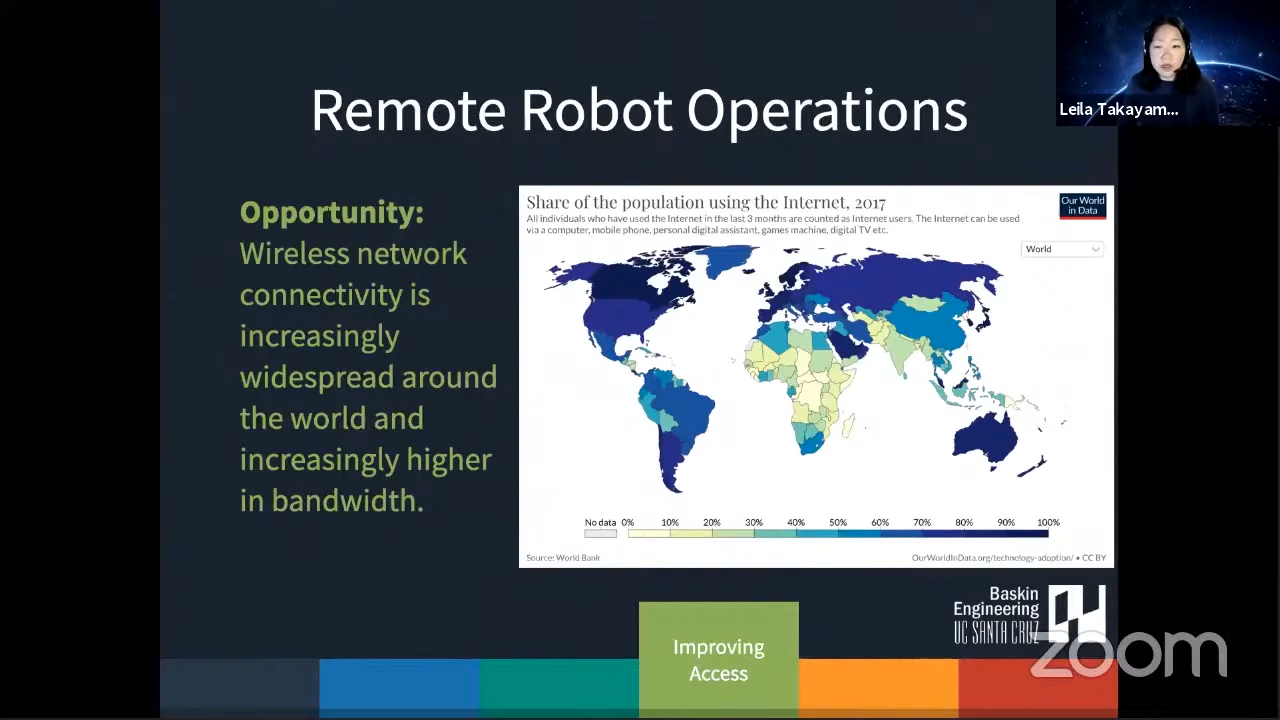 Remote Robot Operations
Leila Takayam...
Opportunity:
Wireless network
connectivity is
increasingly
widespread around
the world and
increasingly higher
in bandwidth.
Share of the population using the Internet, 2017
All individuals who have used the Internet in the last 3 months are counted as Internet users. The Internet can be used
via a computer, mobile phone, personal digital assistant, games machine, digital TV etc.
Our World
in Data
World
No data 0% 10% 20% 30% 40% 50% 60% 70% 80% 90% 100%
Source: World Bank
OurWorldInData.org/technology-adoption/ • CC BY
Baskin
Engineering
UC SANTA CRUZ
zoom
Improving
Access